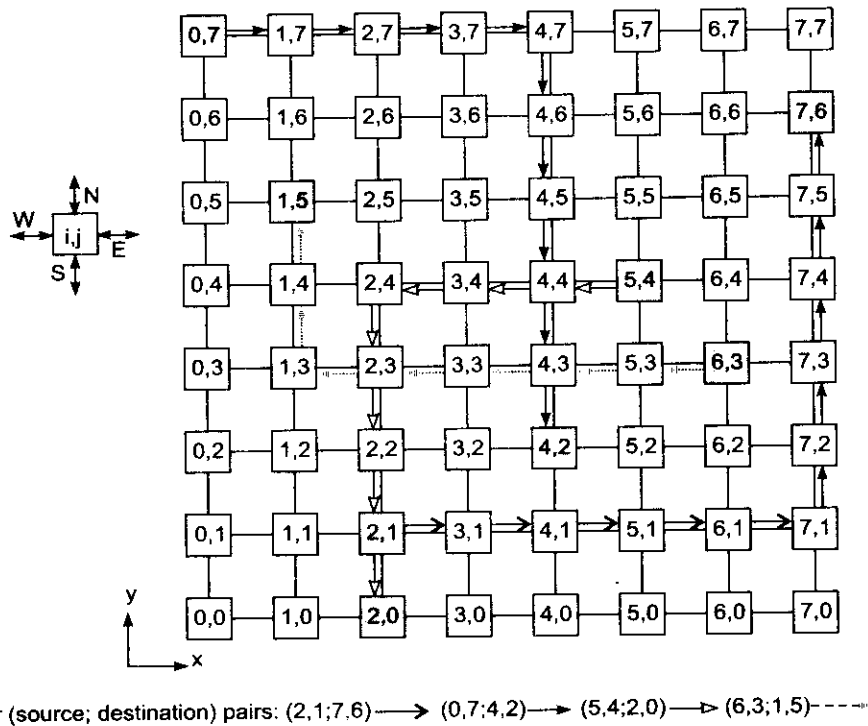 0,7 1,7 2,7 3,7 4,7 5,7 6,7 7,7
0,6 1,6 2,6 3,6 4,6 5,6 6,6 7,6
N
0,5 1,5 2,5 3,5 4,5 5,5 6,5 7,5
W i,j E
S
0,4 1,4 2,4 3,4 4,4 5,4 6,4 7,4
0,3 1,3 2,3 3,3 4,3 5,3 6,3 7,3
0,2 1,2 2,2 3,2 4,2 5,2 6,2 7,2
0,1 1,1 2,1 3,1 4,1 5,1 6,1 7,1
y
0,0 1,0 2,0 3,0 4,0 5,0 6,0 7,0
x
(source; destination) pairs: (2,1;7,6) (0,7;4,2) (5,4;2,0) (6,3;1,5)